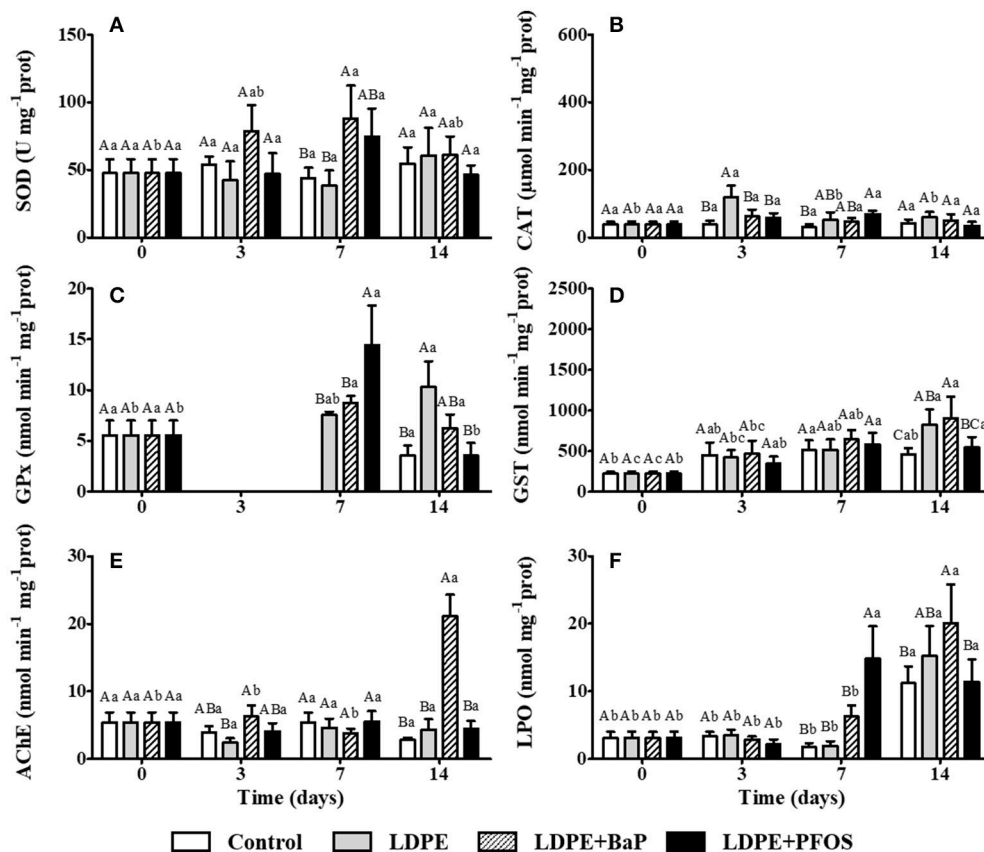 A
SOD (U mg⁻¹prot)
150
100
50
0
Aa Aa Ab Aa
Aa Aa Aab Aa
Ba Ba Aa ABa
Aa Aa Aab Aa
0 3 7 14
B
CAT (µmol min⁻¹mg⁻¹prot)
600
400
200
0
Aa Ab Aa Aa
Ba Aa Ba Ba
Ba ABb ABa Aa
Aa Ab Aa Aa
0 3 7 14
C
GPx (nmol min⁻¹ mg⁻¹prot)
20
15
10
5
0
Aa Ab Aa Ab
Bab Ba Aa
Ba Aa ABa Bb
0 3 7 14
D
GST (nmol min⁻¹mg⁻¹prot)
2500
2000
1500
1000
500
0
Ab Ac Ac Ab
Aab Abc Abc Aab
Aa Aab Aab Aa
Cab ABa Aa BCa
0 3 7 14
E
AChE (nmol min⁻¹ mg⁻¹prot)
30
20
10
0
Aa Aa Ab Aa
ABa Ba Ab ABa
Aa Aa Ab Aa
Ba Ba Aa Ba
0 3 7 14
Time (days)
F
LPO (nmol mg⁻¹prot)
30
20
10
0
Ab Ab Ab Ab
Ab Ab Ab Ab
Bb Bb Bb Aa
Ba ABa Aa Ba
0 3 7 14
Time (days)
Control LDPE LDPE+BaP LDPE+PFOS